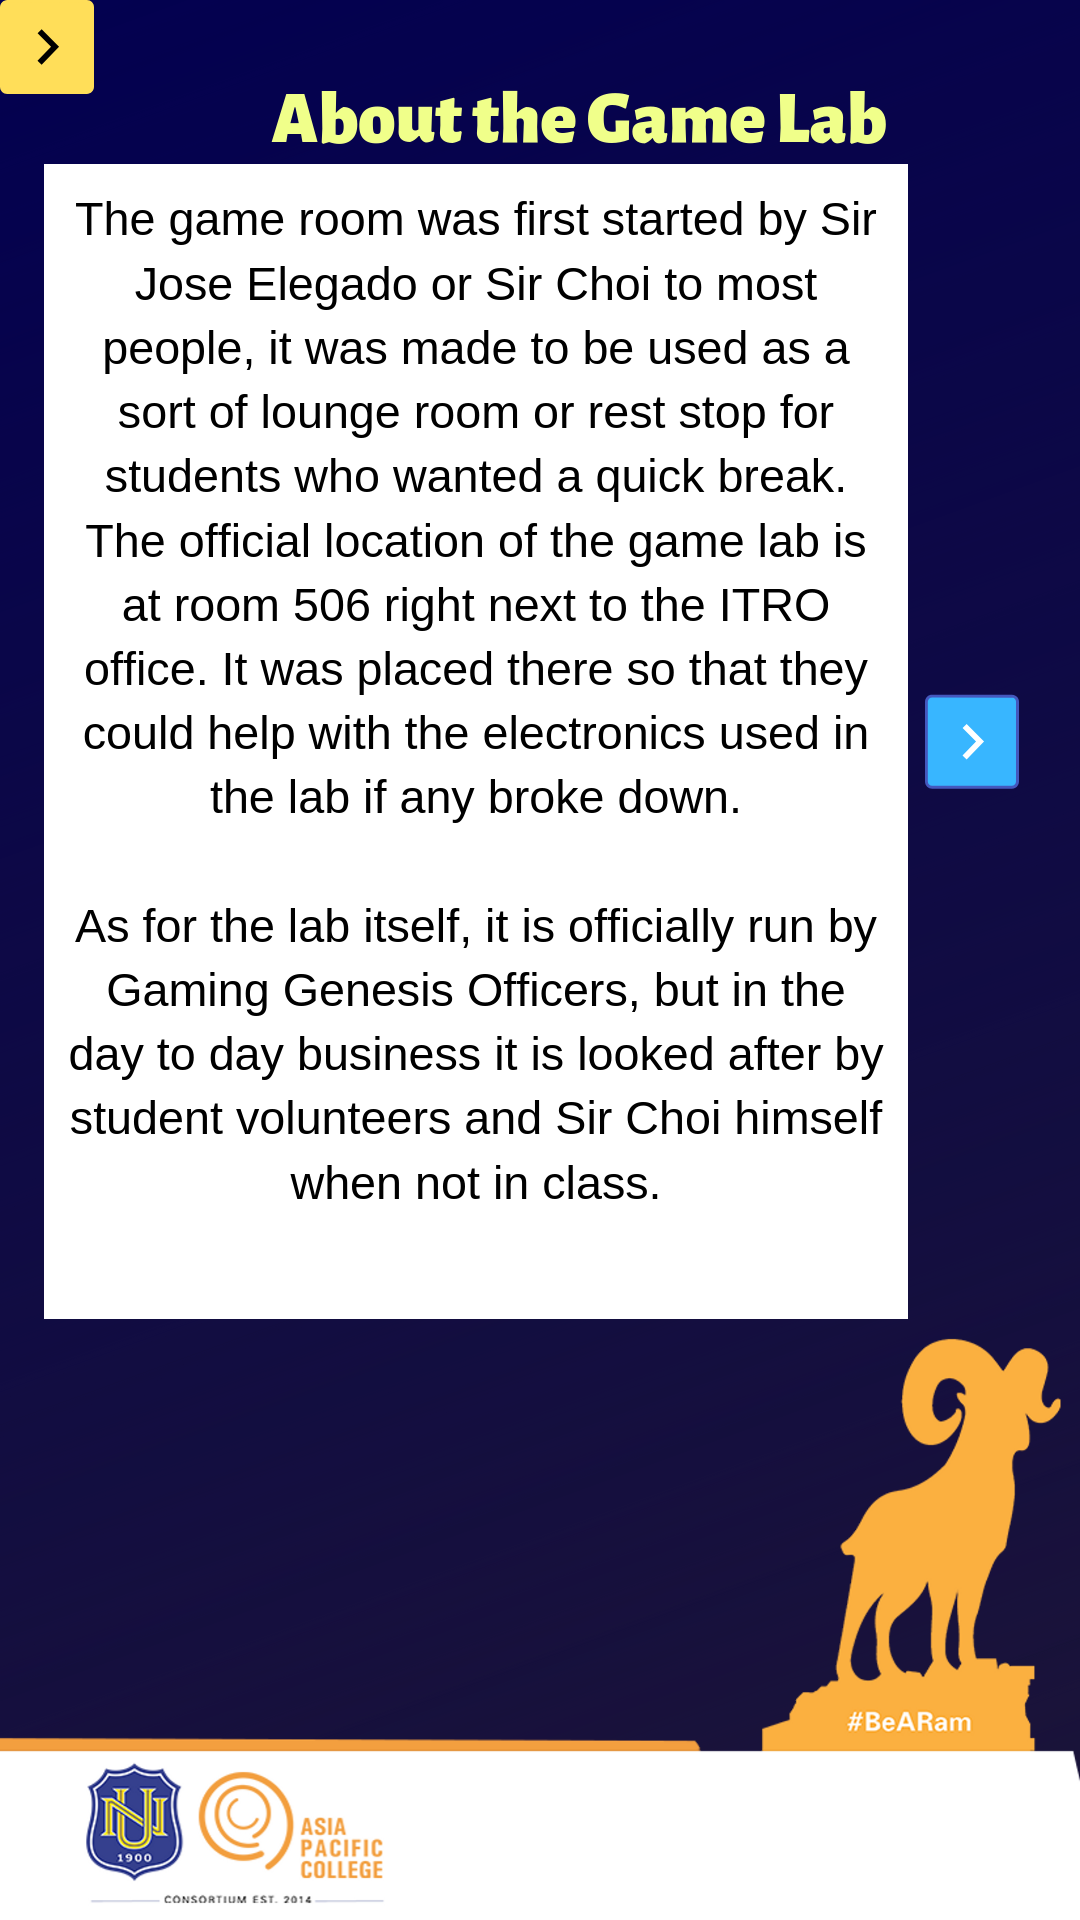 About the Game Lab
The game room was first started by Sir
Jose Elegado or Sir Choi to most
people, it was made to be used as a
sort of lounge room or rest stop for
students who wanted a quick break.
The official location of the game lab is
at room 506 right next to the ITRO
office. It was placed there so that they
could help with the electronics used in
the lab if any broke down.
As for the lab itself, it is officially run by
Gaming Genesis Officers, but in the
day to day business it is looked after by
student volunteers and Sir Choi himself
when not in class.
#BeARam
NU
1900
ASIA
PACIFIC
COLLEGE
CONSORTIUM EST. 2014